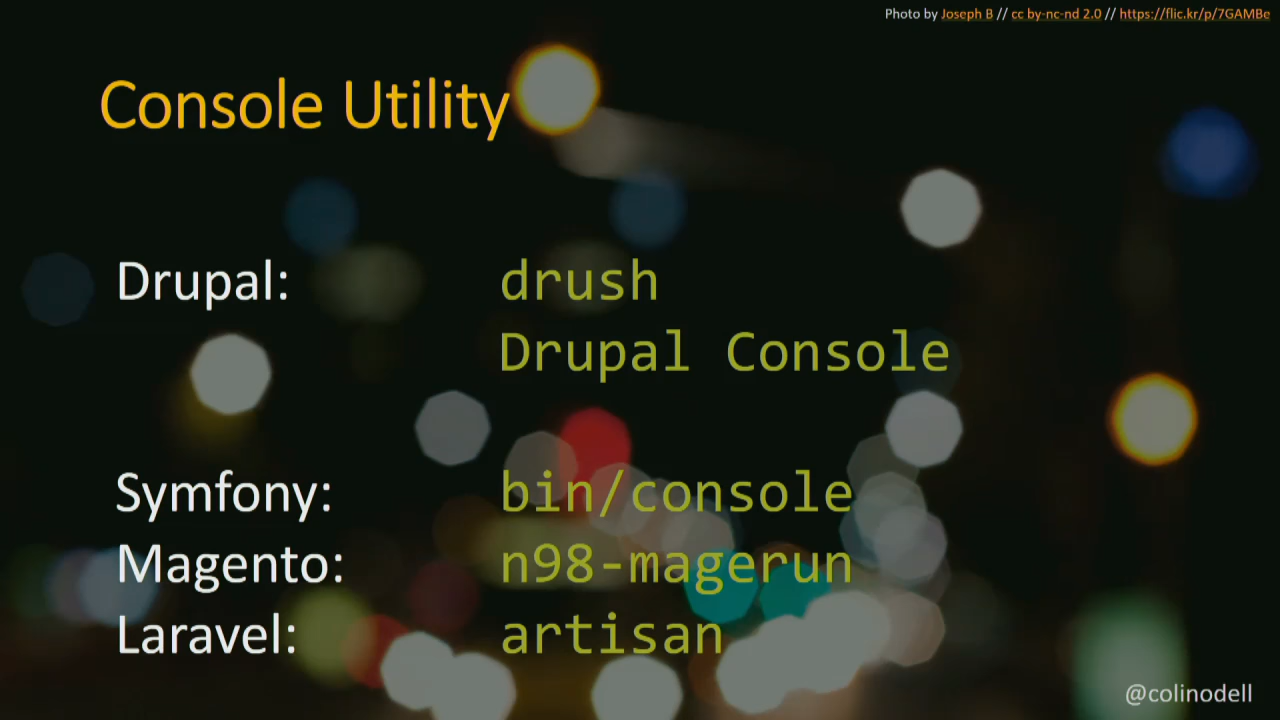 Photo by Joseph B // cc by-nc-nd 2.0 // https://flic.kr/p/7GAMBe
Console Utility
Drupal: drush
Drupal Console
Symfony: bin/console
Magento: n98-magerun
Laravel: artisan
@colinodell